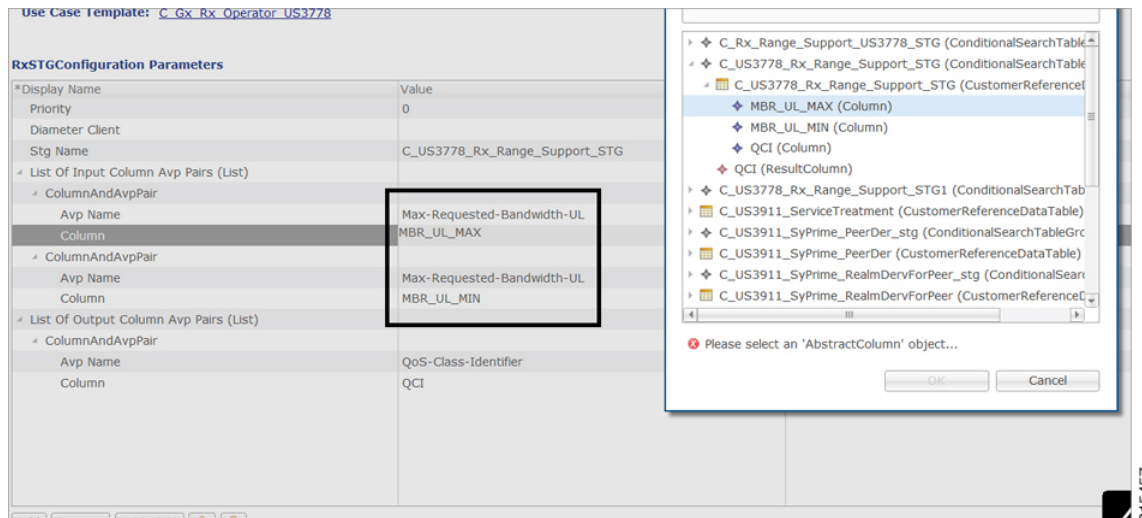 Use Case Template: C_Gx_Rx_Operator_US3778
RxSTGConfiguration Parameters
*Display Name Value
Priority 0
Diameter Client
Stg Name C_US3778_Rx_Range_Support_STG
List Of Input Column Avp Pairs (List)
ColumnAndAvpPair
Avp Name Max-Requested-Bandwidth-UL
Column MBR_UL_MAX
ColumnAndAvpPair
Avp Name Max-Requested-Bandwidth-UL
Column MBR_UL_MIN
List Of Output Column Avp Pairs (List)
ColumnAndAvpPair
Avp Name QoS-Class-Identifier
Column QCI
C_Rx_Range_Support_US3778_STG (ConditionalSearchTable
C_US3778_Rx_Range_Support_STG (ConditionalSearchTable
C_US3778_Rx_Range_Support_STG (CustomerReferenceD
MBR_UL_MAX (Column)
MBR_UL_MIN (Column)
QCI (Column)
QCI (ResultColumn)
C_US3778_Rx_Range_Support_STG1 (ConditionalSearchTab
C_US3911_ServiceTreatment (CustomerReferenceDataTable)
C_US3911_SyPrime_PeerDer_stg (ConditionalSearchTableGrc
C_US3911_SyPrime_PeerDer (CustomerReferenceDataTable)
C_US3911_SyPrime_RealmDervForPeer_stg (ConditionalSearc
C_US3911_SyPrime_RealmDervForPeer (CustomerReferenceD
Please select an 'AbstractColumn' object...
OK Cancel